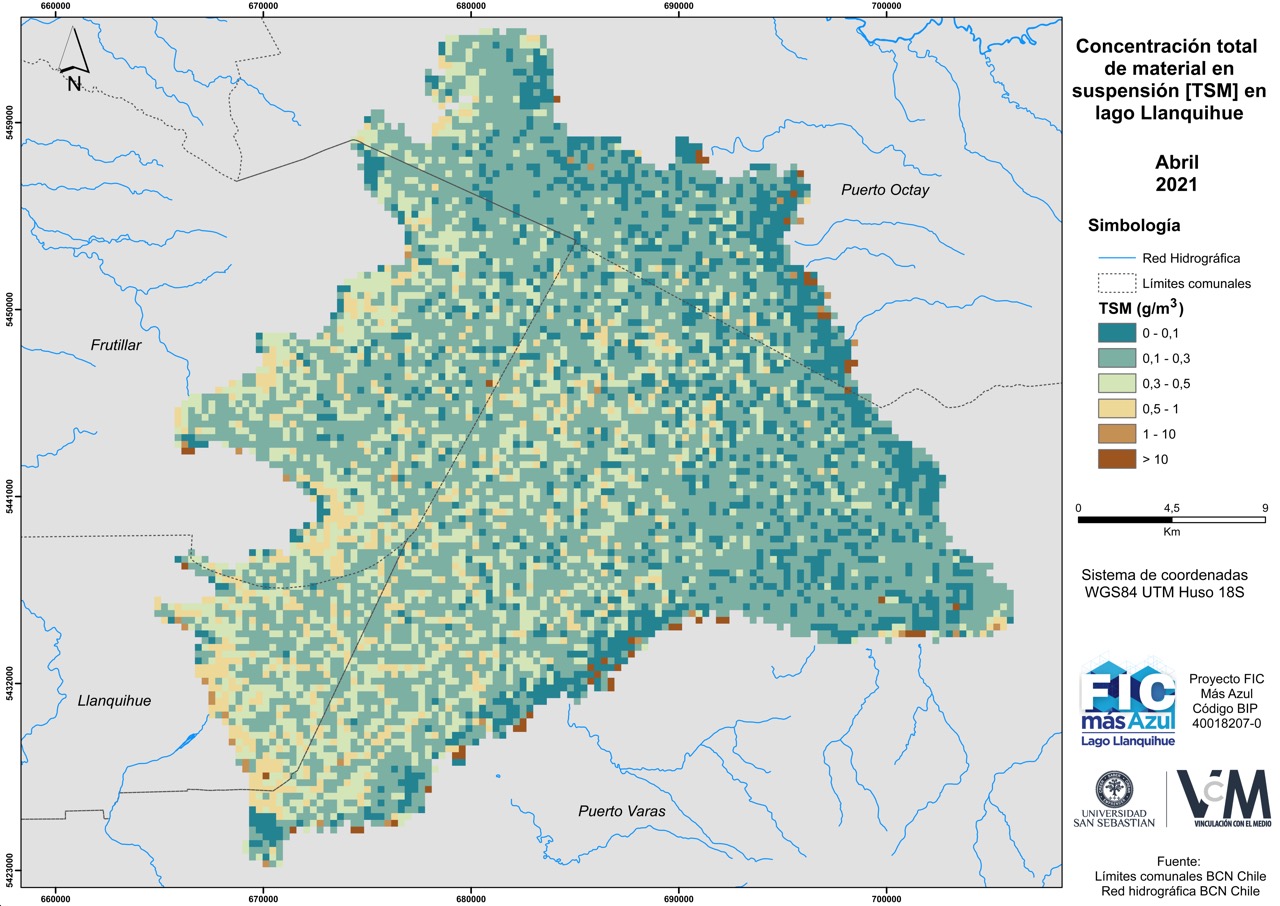 660000
670000
680000
690000
700000
N
5459000
5450000
5441000
5432000
5423000
Puerto Octay
Frutillar
Llanquihue
Puerto Varas
660000
670000
680000
690000
700000
Concentración total
de material en
suspensión [TSM] en
lago Llanquihue
Abril
2021
Simbología
Red Hidrográfica
Límites comunales
TSM (g/m³)
0 - 0,1
0,1 - 0,3
0,3 - 0,5
0,5 - 1
1 - 10
> 10
0
4,5
9
Km
Sistema de coordenadas
WGS84 UTM Huso 18S
FIC
másAzul
Lago Llanquihue
Proyecto FIC
Más Azul
Código BIP
40018207-0
UNIVERSIDAD
SAN SEBASTIAN
VcM
VINCULACIÓN CON EL MEDIO
Fuente:
Límites comunales BCN Chile
Red hidrográfica BCN Chile